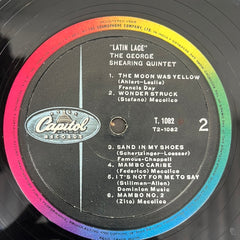 "LATIN LACE"
THE GEORGE
SHEARING QUINTET
1. THE MOON WAS YELLOW
(Ahlert-Leslie)
Francis Day
2. WONDER STRUCK
(Stefano) Macolico
T. 1082
T2-1082
2
Capitol
RECORDS
3. SAND IN MY SHOES
(Schertzinger-Loesser)
Famous-Chappell
4. MAMBO CARIBE
(Federico) Macolico
5. IT'S NOT FOR ME TO SAY
(Stillman-Allen)
Dominion Music
6. MAMBO NO. 2
(Zito) Macolico